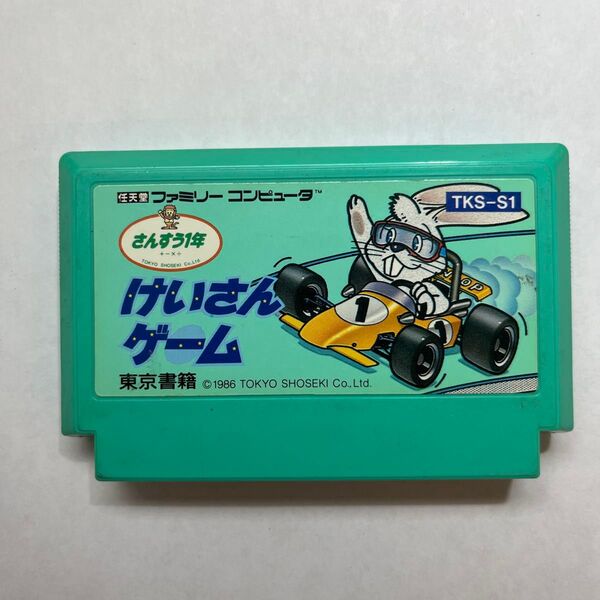 任天堂 ファミリー コンピュータ™
TKS-S1
さんすう1年
+-×÷
TOKYO SHOSEKI Co.,Ltd.
けいさん
ゲーム
1
1
東京書籍 ©1986 TOKYO SHOSEKI Co., Ltd.